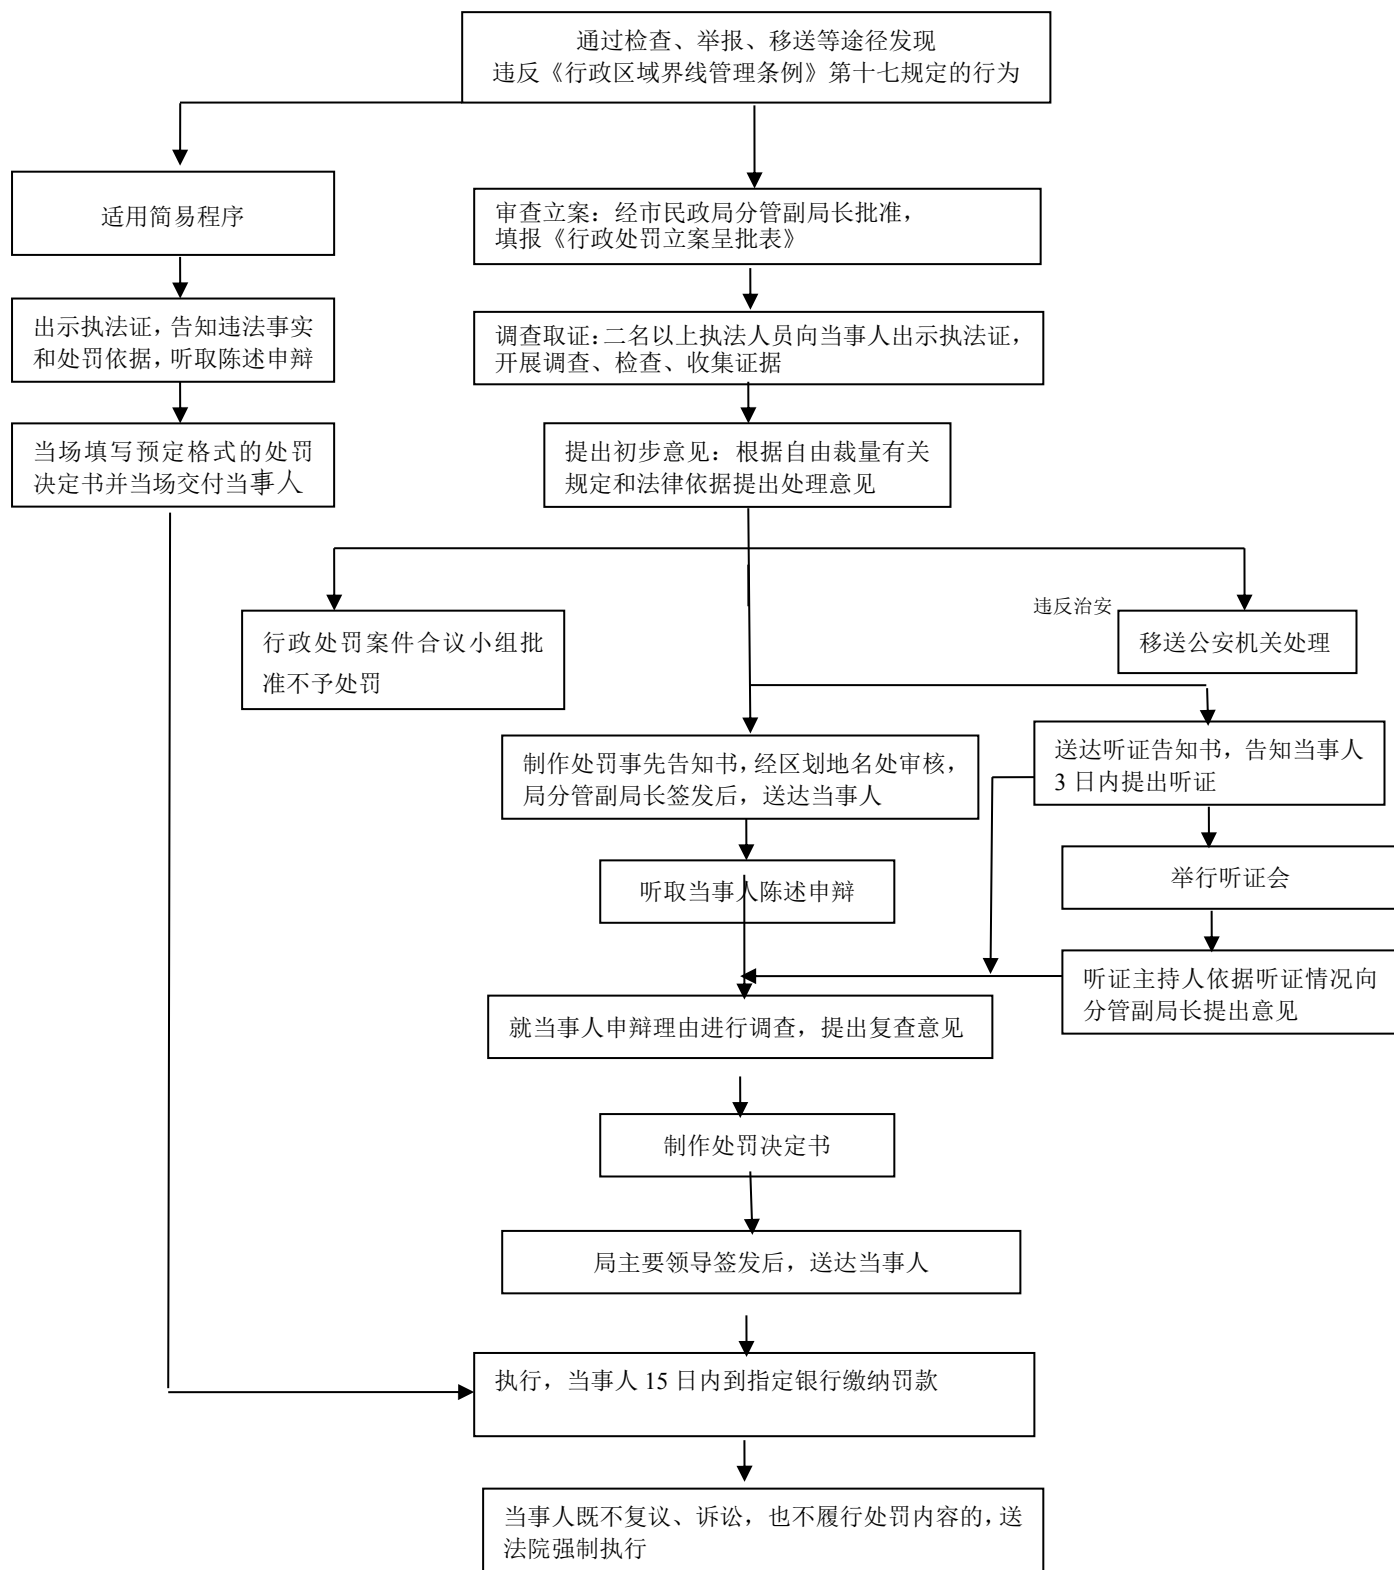 通过检查、举报、移送等途径发现
违反《行政区域界线管理条例》第十七规定的行为
适用简易程序
审查立案：经市民政局分管副局长批准，
填报《行政处罚立案呈批表》
出示执法证，告知违法事实
和处罚依据，听取陈述申辩
调查取证：二名以上执法人员向当事人出示执法证，
开展调查、检查、收集证据
当场填写预定格式的处罚
决定书并当场交付当事人
提出初步意见：根据自由裁量有关
规定和法律依据提出处理意见
行政处罚案件合议小组批
准不予处罚
违反治安
移送公安机关处理
制作处罚事先告知书，经区划地名处审核，
局分管副局长签发后，送达当事人
送达听证告知书，告知当事人
3 日内提出听证
听取当事人陈述申辩
举行听证会
听证主持人依据听证情况向
分管副局长提出意见
就当事人申辩理由进行调查，提出复查意见
制作处罚决定书
局主要领导签发后，送达当事人
执行，当事人 15 日内到指定银行缴纳罚款
当事人既不复议、诉讼，也不履行处罚内容的，送
法院强制执行